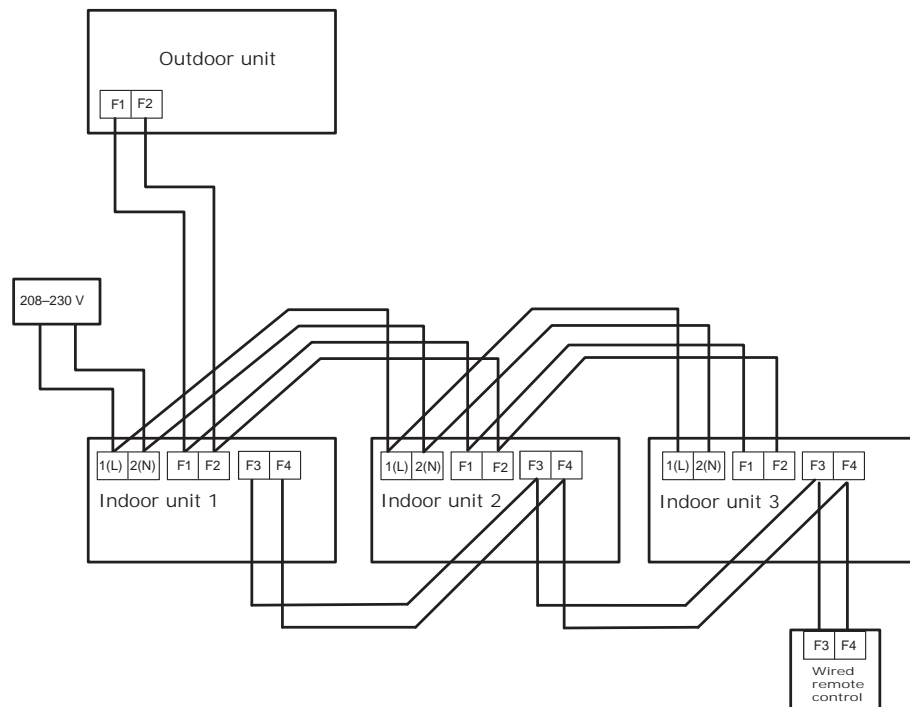 Outdoor unit
F1 F2
208–230 V
1(L) 2(N) F1 F2 F3 F4
Indoor unit 1
1(L) 2(N) F1 F2 F3 F4
Indoor unit 2
1(L) 2(N) F1 F2 F3 F4
Indoor unit 3
F3 F4
Wired
remote
control